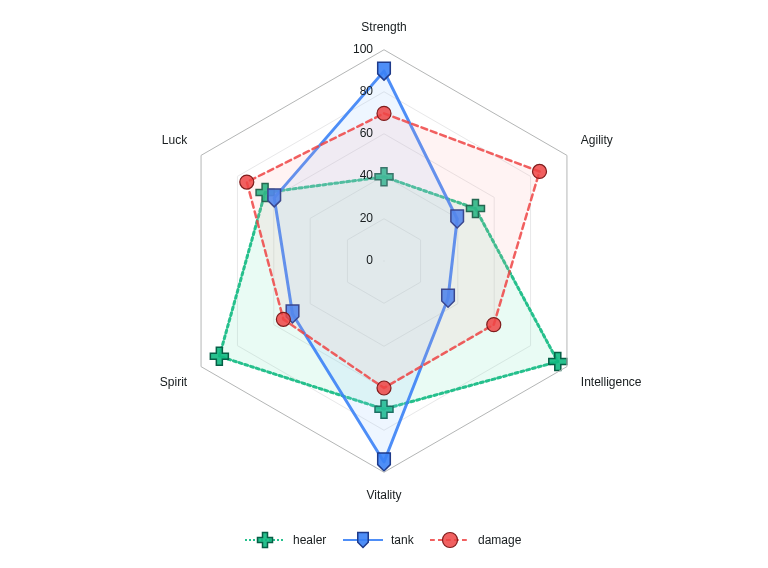 Strength
100
80
60
40
20
0
Luck
Agility
Spirit
Intelligence
Vitality
healer tank damage